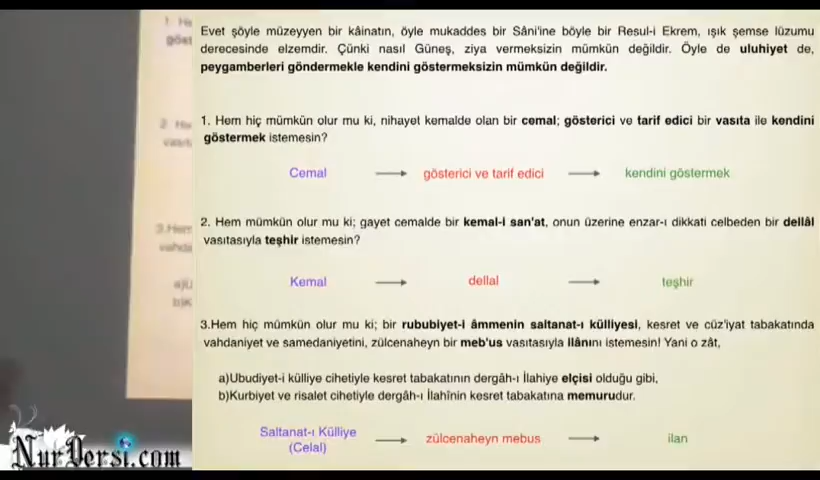 Evet şöyle müzeyyen bir kâinatın, öyle mukaddes bir Sâni'ine böyle bir Resul-i Ekrem, ışık şemse lüzumu
derecesinde elzemdir. Çünki nasıl Güneş, ziya vermeksizin mümkün değildir. Öyle de uluhiyet de,
peygamberleri göndermekle kendini göstermeksizin mümkün değildir.
1. Hem hiç mümkün olur mu ki, nihayet kemalde olan bir cemal; gösterici ve tarif edici bir vasıta ile kendini
göstermek istemesin?
Cemal → gösterici ve tarif edici → kendini göstermek
2. Hem mümkün olur mu ki; gayet cemalde bir kemal-i san'at, onun üzerine enzar-ı dikkati celbeden bir dellâl
vasıtasıyla teşhir istemesin?
Kemal → dellal → teşhir
3.Hem hiç mümkün olur mu ki; bir rububiyet-i âmmenin saltanat-ı külliyesi, kesret ve cüz'iyat tabakatında
vahdaniyet ve samedaniyetini, zülcenaheyn bir meb'us vasıtasıyla ilânını istemesin! Yani o zât,
a)Ubudiyet-i külliye cihetiyle kesret tabakatının dergâh-ı İlahiye elçisi olduğu gibi,
b)Kurbiyet ve risalet cihetiyle dergâh-ı İlahînin kesret tabakatına memurudur.
Saltanat-ı Külliye
(Celal) → zülcenaheyn mebus → ilan
NurDersi.com